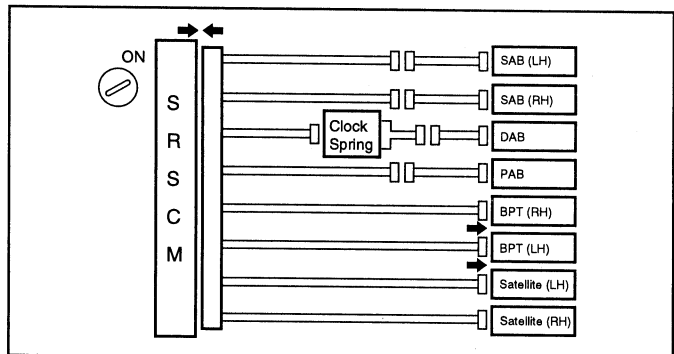 ON
S
R
S
C
M
SAB (LH)
SAB (RH)
Clock
Spring
DAB
PAB
BPT (RH)
BPT (LH)
Satellite (LH)
Satellite (RH)